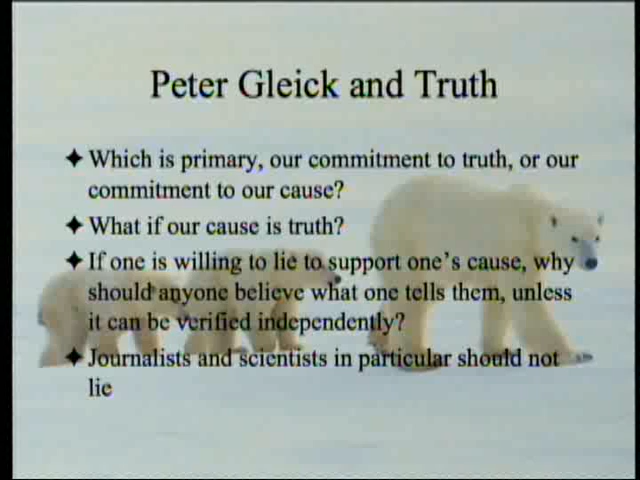 Peter Gleick and Truth
Which is primary, our commitment to truth, or our
commitment to our cause?
What if our cause is truth?
If one is willing to lie to support one's cause, why
should anyone believe what one tells them, unless
it can be verified independently?
Journalists and scientists in particular should not
lie